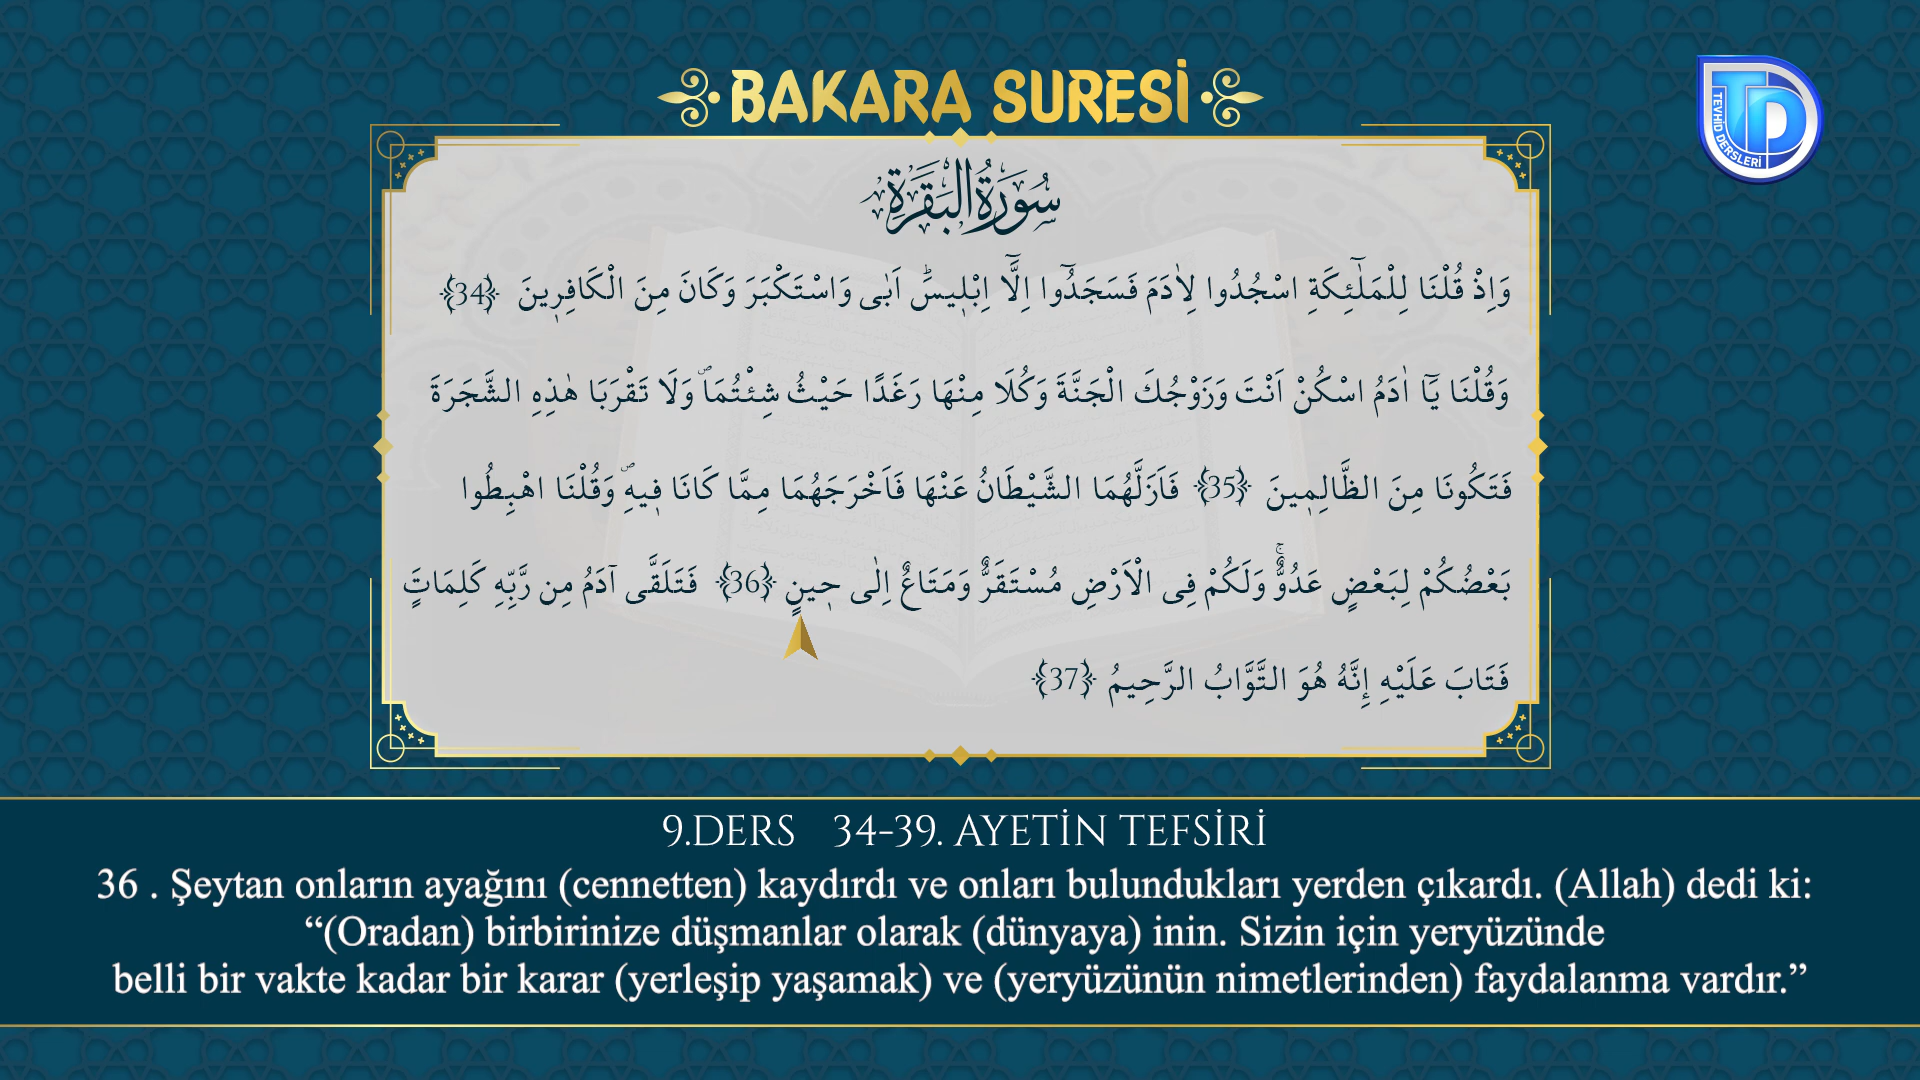 BAKARA SURESİ
TEVHİD DERSLERİ
TD
سُورَةُ الْبَقَرَةِ
وَاِذْ قُلْنَا لِلْمَلٰٓئِكَةِ اسْجُدُوا لِاٰدَمَ فَسَجَدُٓوا اِلَّٓا اِبْل۪يسَۜ اَبٰى وَاسْتَكْبَرَ وَكَانَ مِنَ الْكَافِر۪ينَ ﴿34﴾
وَقُلْنَا يَٓا اٰدَمُ اسْكُنْ اَنْتَ وَزَوْجُكَ الْجَنَّةَ وَكُلَا مِنْهَا رَغَدًا حَيْثُ شِئْتُمَاۖ وَلَا تَقْرَبَا هٰذِهِ الشَّجَرَةَ
فَتَكُونَا مِنَ الظَّالِم۪ينَ ﴿35﴾ فَاَزَلَّهُمَا الشَّيْطَانُ عَنْهَا فَاَخْرَجَهُمَا مِمَّا كَانَا ف۪يهِۖ وَقُلْنَا اهْبِطُوا
بَعْضُكُمْ لِبَعْضٍ عَدُوٌّۚ وَلَكُمْ فِى الْاَرْضِ مُسْتَقَرٌّ وَمَتَاعٌ اِلٰى ح۪ينٍ ﴿36﴾ فَتَلَقَّى آدَمُ مِن رَّبِّهِ كَلِمَاتٍ
فَتَابَ عَلَيْهِ إِنَّهُ هُوَ التَّوَّابُ الرَّحِيمُ ﴿37﴾
9.DERS 34-39. AYETİN TEFSİRİ
36 . Şeytan onların ayağını (cennetten) kaydırdı ve onları bulundukları yerden çıkardı. (Allah) dedi ki:
“(Oradan) birbirinize düşmanlar olarak (dünyaya) inin. Sizin için yeryüzünde
belli bir vakte kadar bir karar (yerleşip yaşamak) ve (yeryüzünün nimetlerinden) faydalanma vardır.”